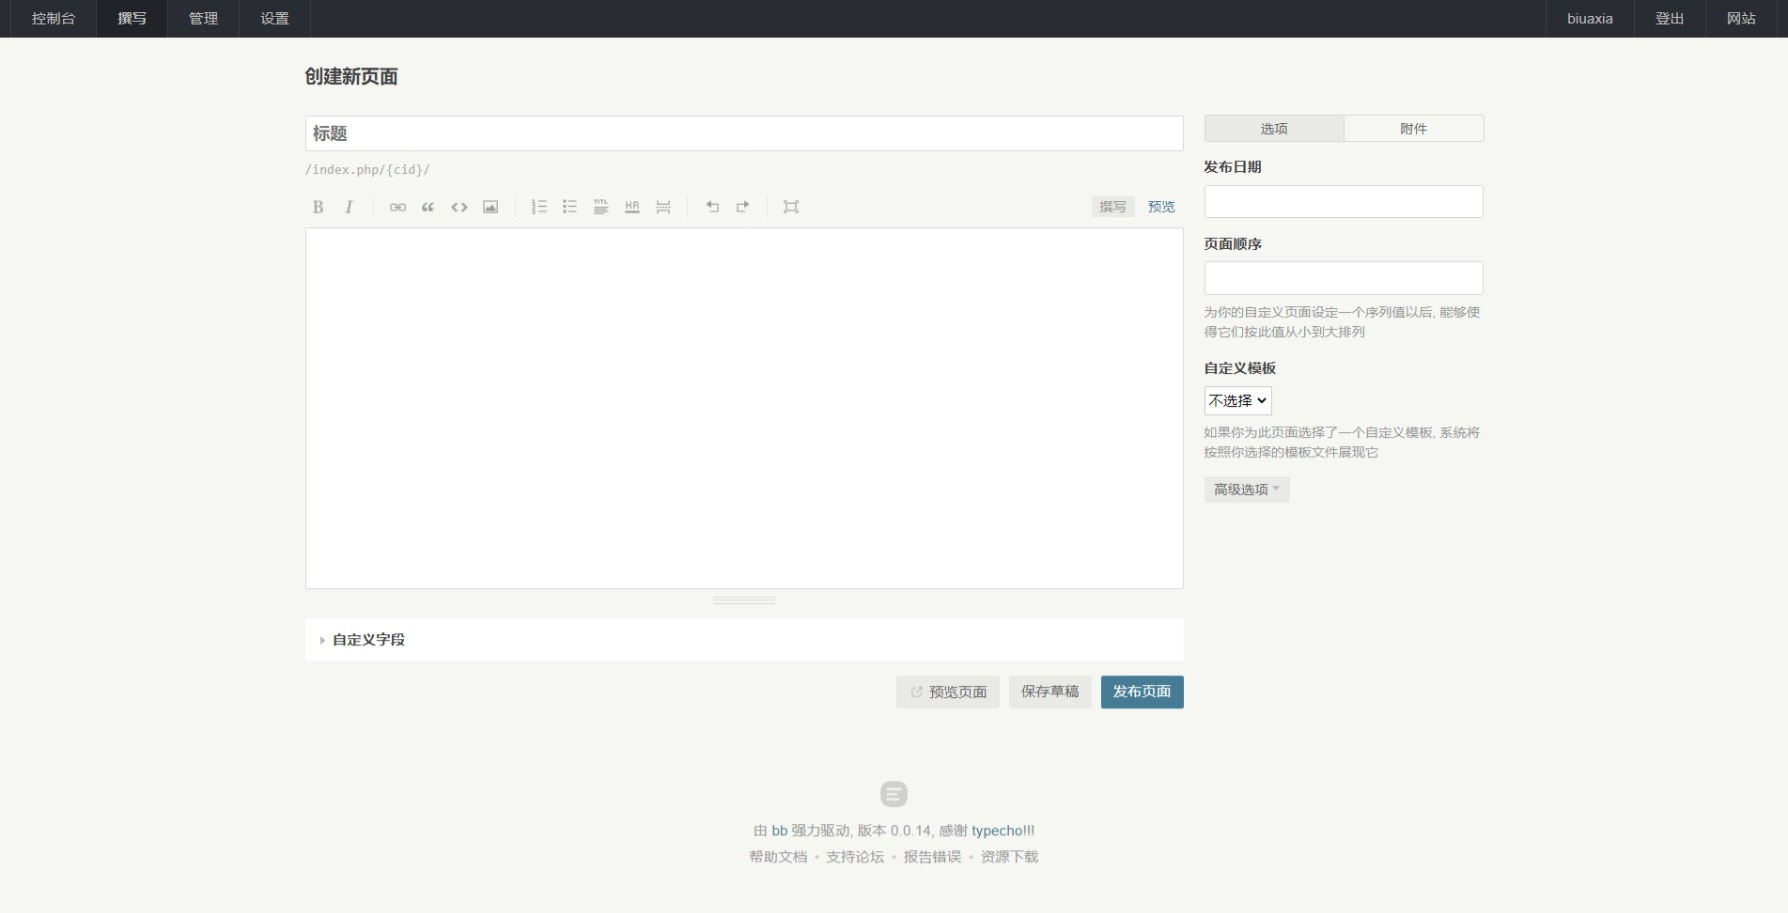 控制台 撰写 管理 设置 biuaxia 登出 网站
创建新页面
标题
/index.php/{cid}/
B I TITL HR 撰写 预览
自定义字段
预览页面 保存草稿 发布页面
选项 附件
发布日期
页面顺序
为你的自定义页面设定一个序列值以后, 能够使
得它们按此值从小到大排列
自定义模板
不选择
如果你为此页面选择了一个自定义模板, 系统将
按照你选择的模板文件展现它
高级选项
由 bb 强力驱动, 版本 0.0.14, 感谢 typecho!!!
帮助文档 • 支持论坛 • 报告错误 • 资源下载